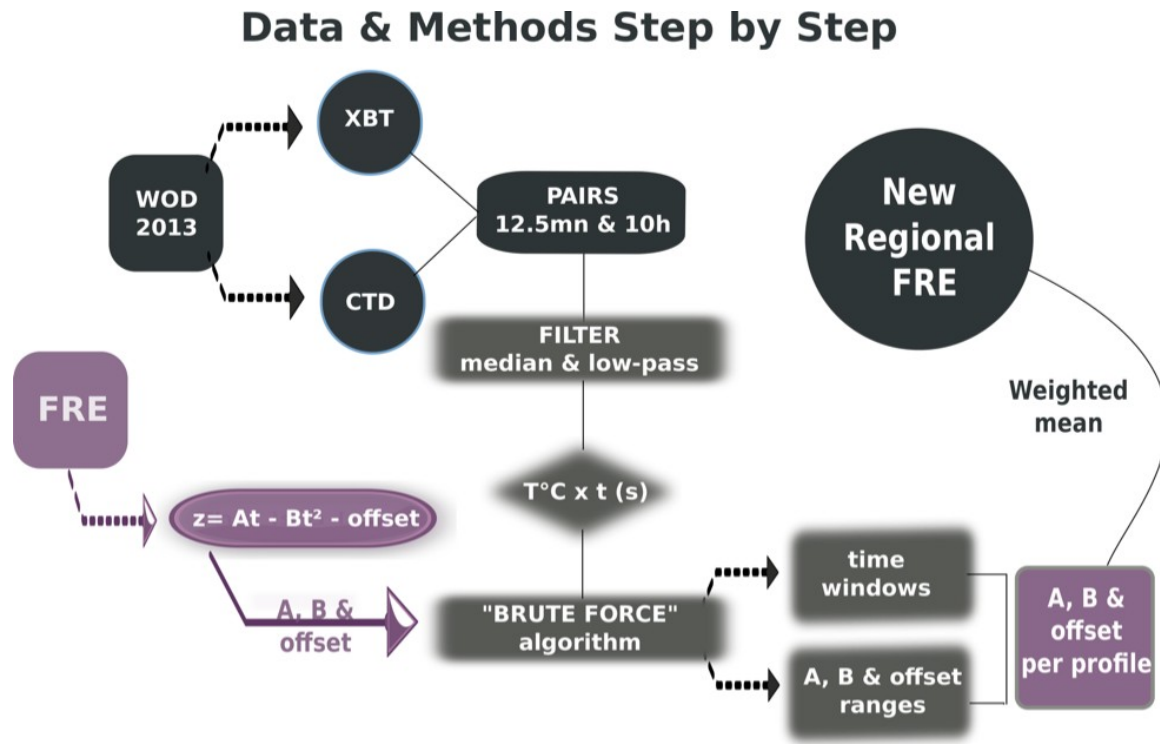 Data & Methods Step by Step
XBT
WOD
2013
PAIRS
12.5mn & 10h
CTD
New
Regional
FRE
FILTER
median & low-pass
FRE
Weighted
mean
T°C x t (s)
z= At - Bt² - offset
A, B &
offset
"BRUTE FORCE"
algorithm
time
windows
A, B & offset
ranges
A, B &
offset
per profile